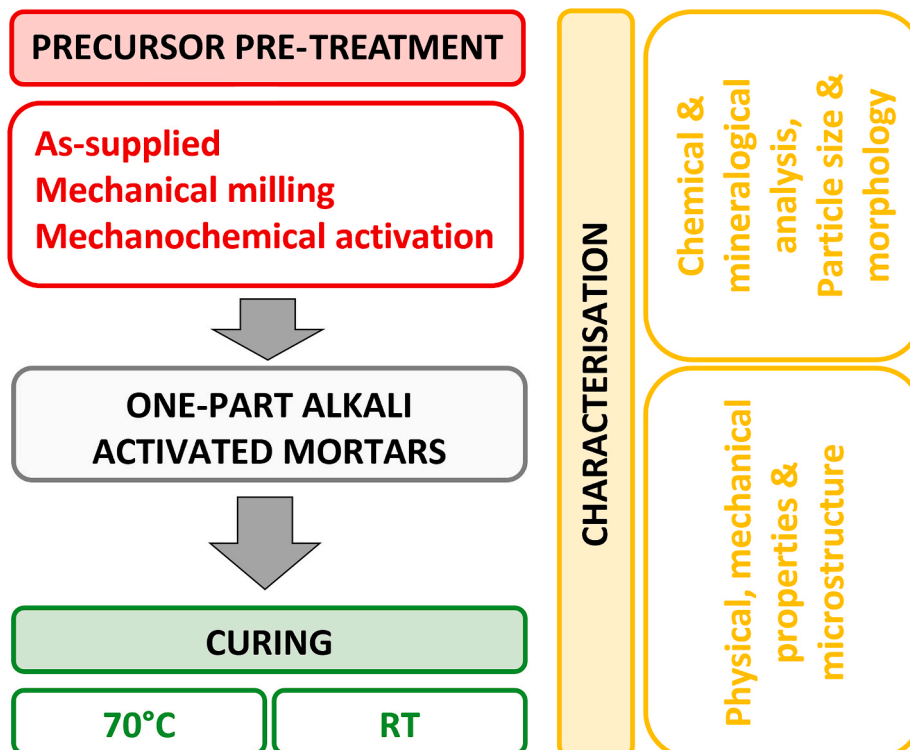 PRECURSOR PRE-TREATMENT
As-supplied
Mechanical milling
Mechanochemical activation
ONE-PART ALKALI
ACTIVATED MORTARS
CURING
70°C
RT
CHARACTERISATION
Chemical &
mineralogical
analysis,
Particle size &
morphology
Physical, mechanical
properties &
microstructure